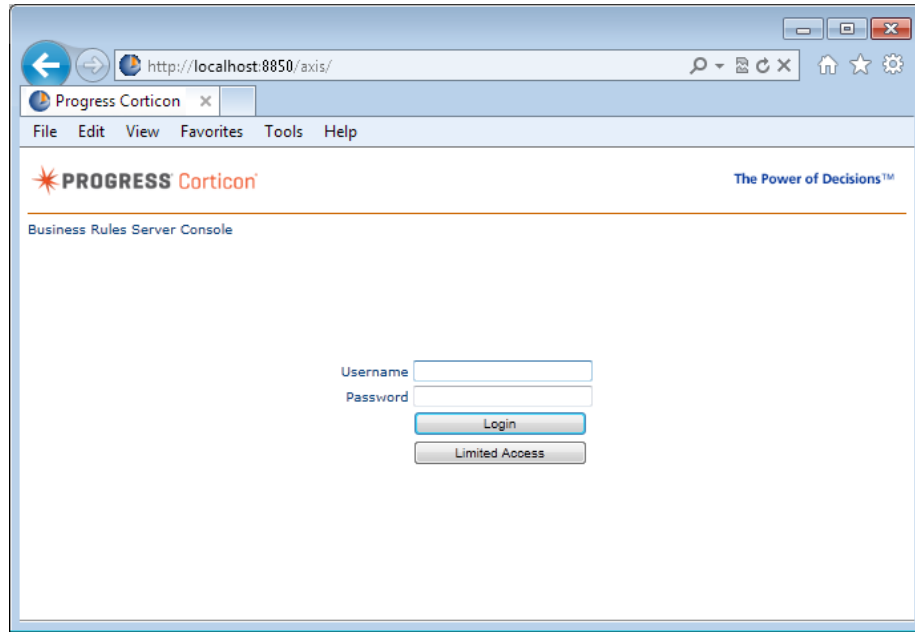 http://localhost:8850/axis/
Progress Corticon
File Edit View Favorites Tools Help
PROGRESS Corticon
The Power of Decisions™
Business Rules Server Console
Username
Password
Login
Limited Access